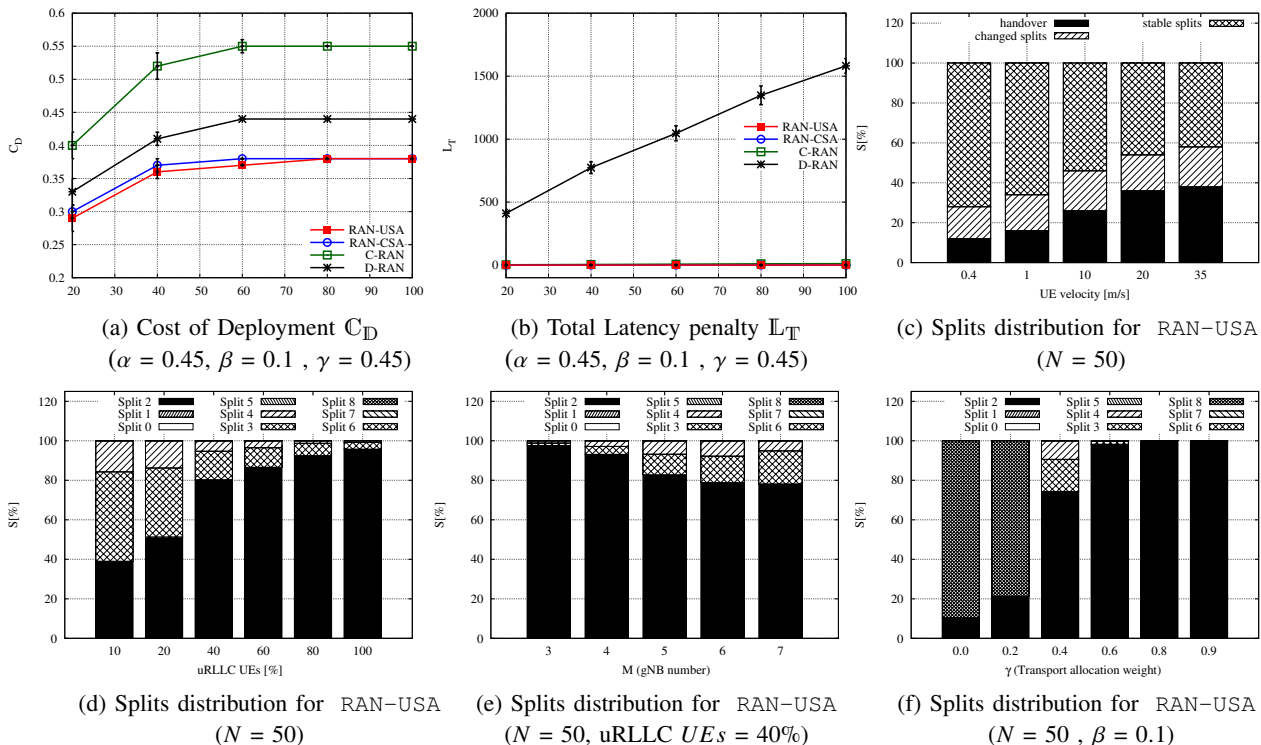 0.6
0.55
0.5
0.45
0.4
0.35
0.3
0.25
0.2
C_D
20 30 40 50 60 70 80 90 100
RAN-USA
RAN-CSA
C-RAN
D-RAN
(a) Cost of Deployment ℂ_𝔻
(α = 0.45, β = 0.1 , γ = 0.45)
2000
1500
1000
500
0
L_T
20 30 40 50 60 70 80 90 100
RAN-USA
RAN-CSA
C-RAN
D-RAN
(b) Total Latency penalty 𝕃_𝕋
(α = 0.45, β = 0.1 , γ = 0.45)
handover
changed splits
stable splits
120
100
80
60
40
20
0
S[%]
0.4 1 10 20 35
UE velocity [m/s]
(c) Splits distribution for RAN-USA
(N = 50)
Split 2 Split 5 Split 8
Split 1 Split 4 Split 7
Split 0 Split 3 Split 6
120
100
80
60
40
20
0
S[%]
10 20 40 60 80 100
uRLLC UEs [%]
(d) Splits distribution for RAN-USA
(N = 50)
Split 2 Split 5 Split 8
Split 1 Split 4 Split 7
Split 0 Split 3 Split 6
120
100
80
60
40
20
0
S[%]
3 4 5 6 7
M (gNB number)
(e) Splits distribution for RAN-USA
(N = 50, uRLLC UEs = 40%)
Split 2 Split 5 Split 8
Split 1 Split 4 Split 7
Split 0 Split 3 Split 6
120
100
80
60
40
20
0
S[%]
0.0 0.2 0.4 0.6 0.8 0.9
γ (Transport allocation weight)
(f) Splits distribution for RAN-USA
(N = 50 , β = 0.1)